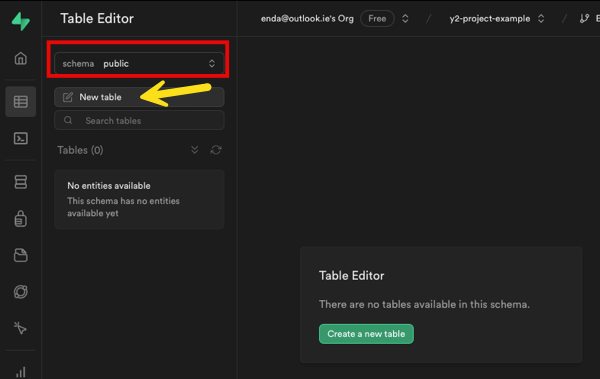 Table Editor
enda@outlook.ie's Org Free / y2-project-example /
schema public
New table
Search tables
Tables (0)
No entities available
This schema has no entities
available yet
Table Editor
There are no tables available in this schema.
Create a new table